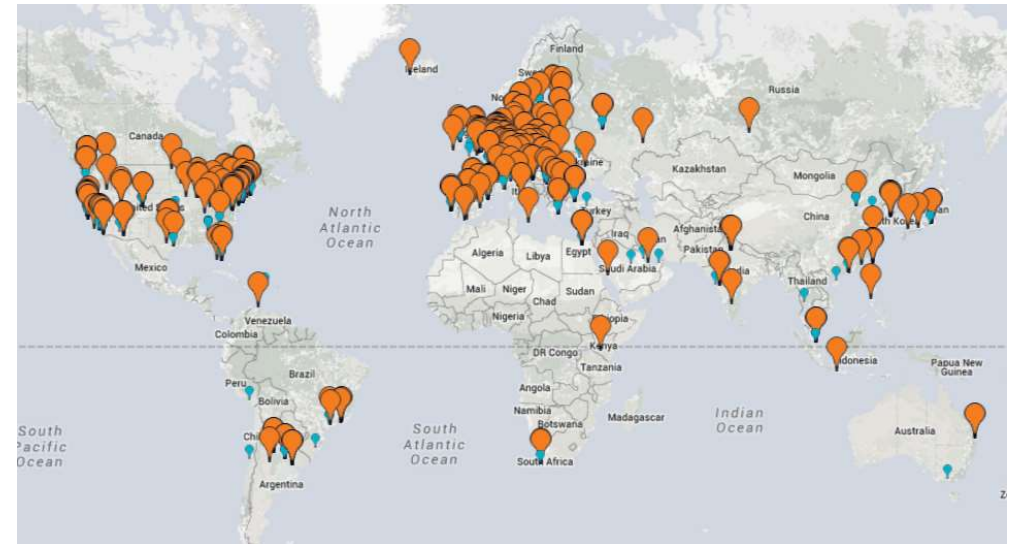 Finland
Iceland
Russia
Canada
Kazakhstan
Mongolia
North
Atlantic
Ocean
Turkey
China
Iraq
Afghanistan
Algeria
Libya
Egypt
Pakistan
Mexico
Saudi Arabia
Thailand
Mali
Niger
Sudan
Chad
Venezuela
Nigeria
Colombia
Kenya
DR Congo
Papua New
Guinea
Brazil
Tanzania
Peru
Angola
Bolivia
Namibia
Botswana
Madagascar
Indian
Ocean
South
Pacific
Ocean
South
Atlantic
Ocean
Australia
South Africa
Argentina